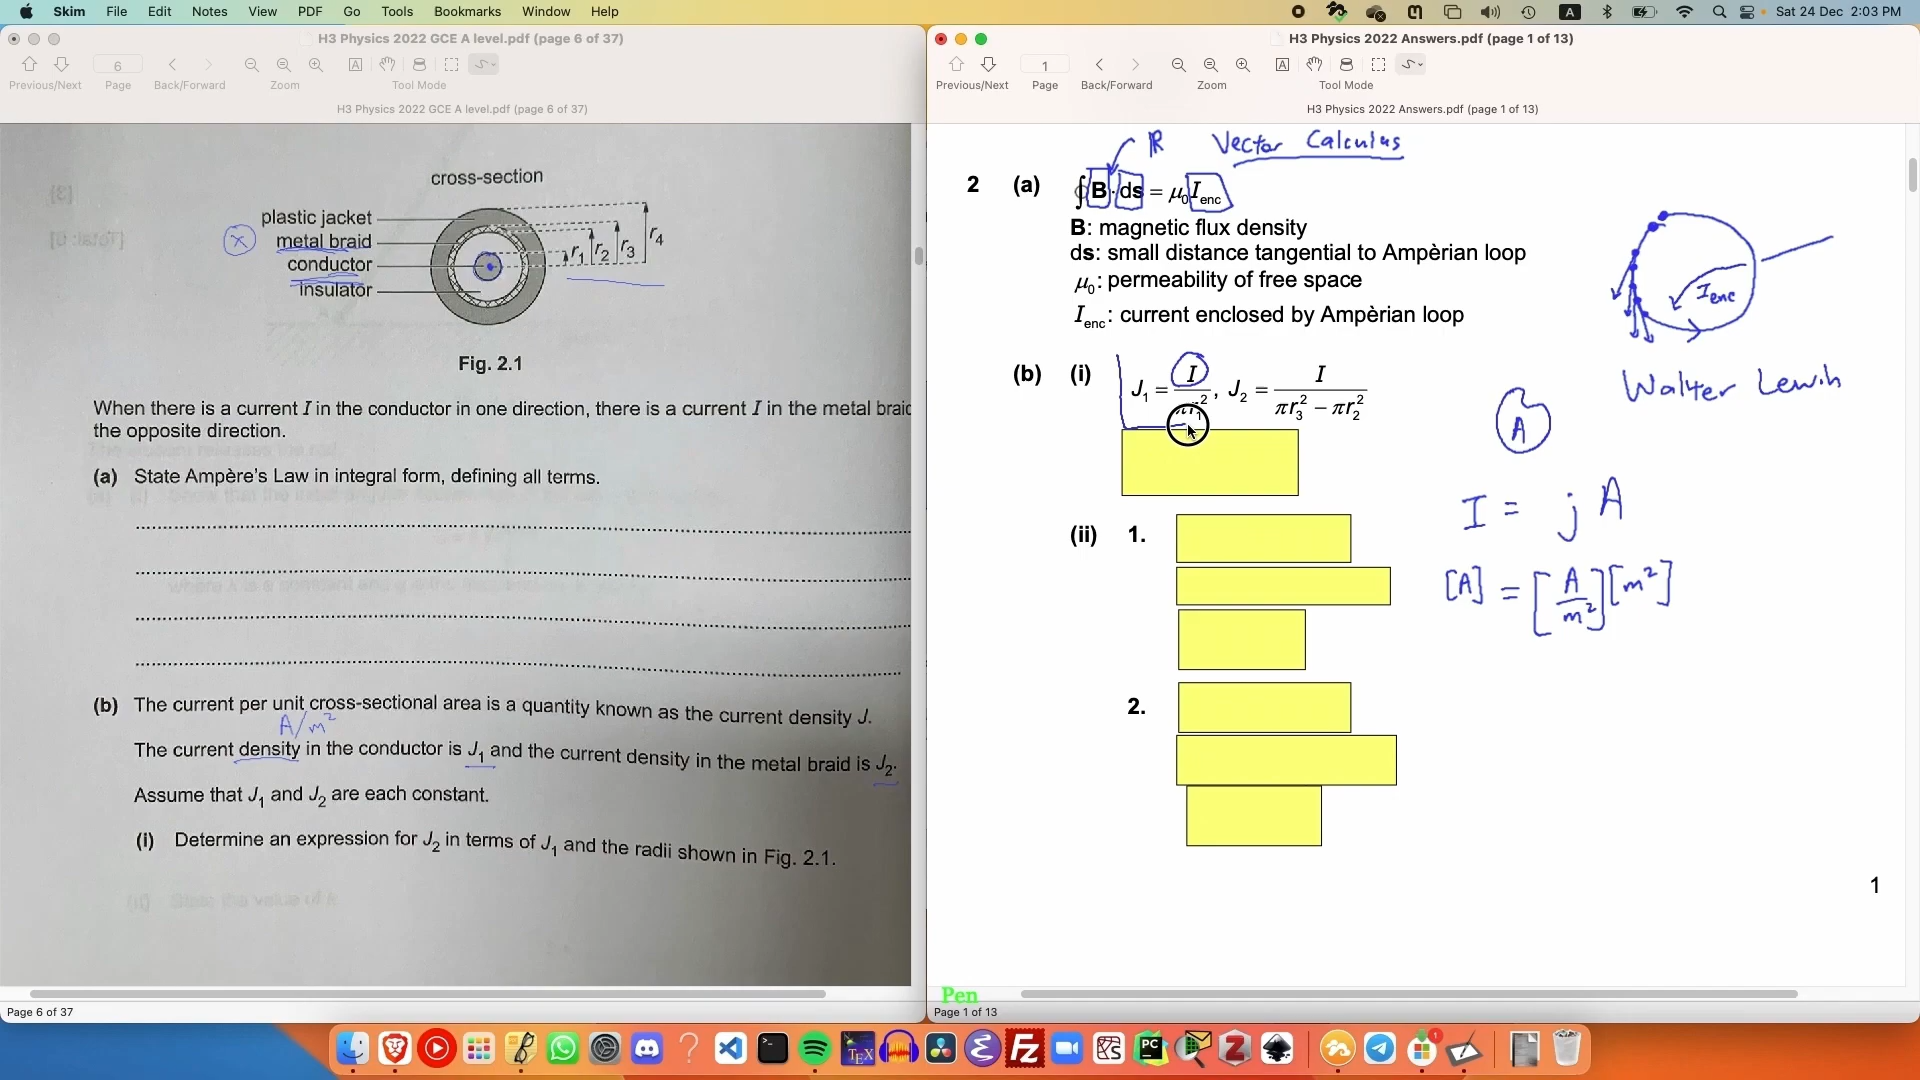 Skim File Edit Notes View PDF Go Tools Bookmarks Window Help
A Sat 24 Dec 2:03 PM
H3 Physics 2022 GCE A level.pdf (page 6 of 37)
6
Previous/Next Page Back/Forward Zoom Tool Mode
H3 Physics 2022 GCE A level.pdf (page 6 of 37)
cross-section
plastic jacket
metal braid
conductor
insulator
r1 r2 r3 r4
X
Fig. 2.1
When there is a current I in the conductor in one direction, there is a current I in the metal braid
the opposite direction.
(a) State Ampère's Law in integral form, defining all terms.
(b) The current per unit cross-sectional area is a quantity known as the current density J.
A/m²
The current density in the conductor is J1 and the current density in the metal braid is J2.
Assume that J1 and J2 are each constant.
(i) Determine an expression for J2 in terms of J1 and the radii shown in Fig. 2.1.
Page 6 of 37
H3 Physics 2022 Answers.pdf (page 1 of 13)
1
Previous/Next Page Back/Forward Zoom Tool Mode
H3 Physics 2022 Answers.pdf (page 1 of 13)
ℝ Vector Calculus
2 (a) ∮B·ds = μ0Ienc
B: magnetic flux density
ds: small distance tangential to Ampèrian loop
μ0: permeability of free space
Ienc: current enclosed by Ampèrian loop
Ienc
Walter Lewin
(b) (i) J1 = I/πr1², J2 = I/(πr3² − πr2²)
A
I = j A
[A] = [A/m²][m²]
(ii) 1.
2.
1
Pen
Page 1 of 13